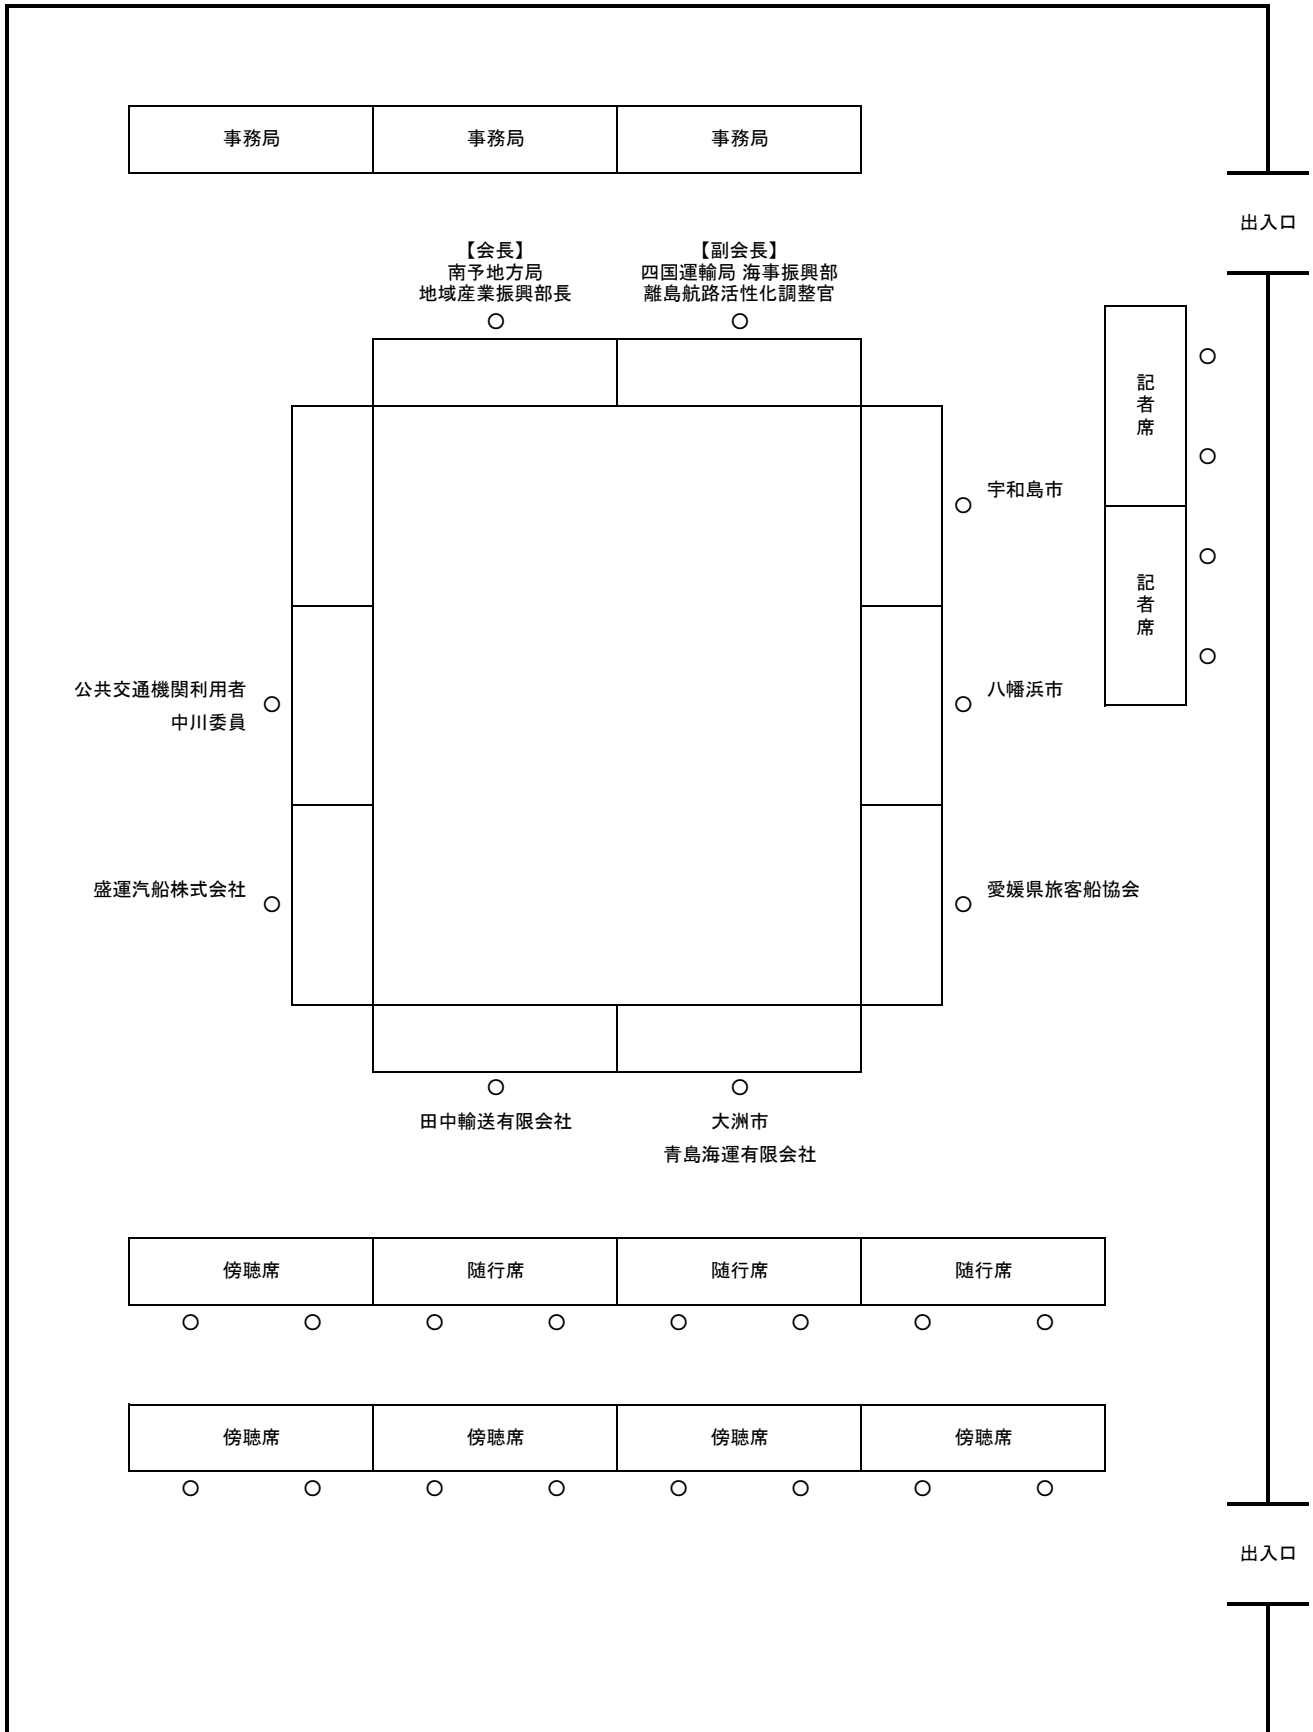 事務局
事務局
事務局
出入口
【会長】
南予地方局
地域産業振興部長
【副会長】
四国運輸局 海事振興部
離島航路活性化調整官
記者席
宇和島市
記者席
公共交通機関利用者
中川委員
八幡浜市
盛運汽船株式会社
愛媛県旅客船協会
田中輸送有限会社
大洲市
青島海運有限会社
傍聴席
随行席
随行席
随行席
傍聴席
傍聴席
傍聴席
傍聴席
出入口